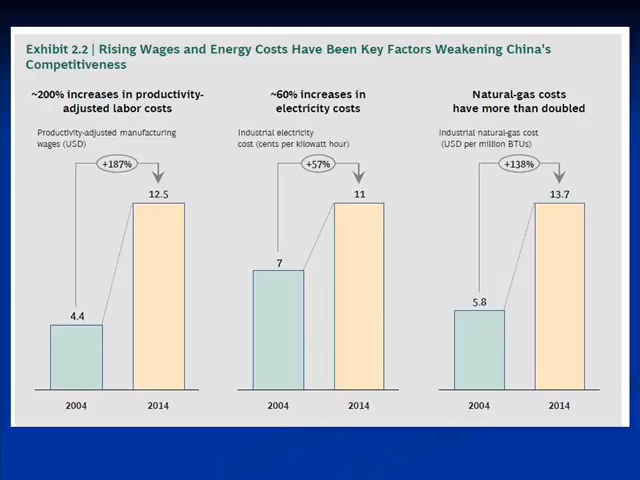 Exhibit 2.2 | Rising Wages and Energy Costs Have Been Key Factors Weakening China's
Competitiveness
~200% increases in productivity-
adjusted labor costs
Productivity-adjusted manufacturing
wages (USD)
+187%
12.5
4.4
2004 2014
~60% increases in
electricity costs
Industrial electricity
cost (cents per kilowatt hour)
+57%
11
7
2004 2014
Natural-gas costs
have more than doubled
Industrial natural-gas cost
(USD per million BTUs)
+138%
13.7
5.8
2004 2014